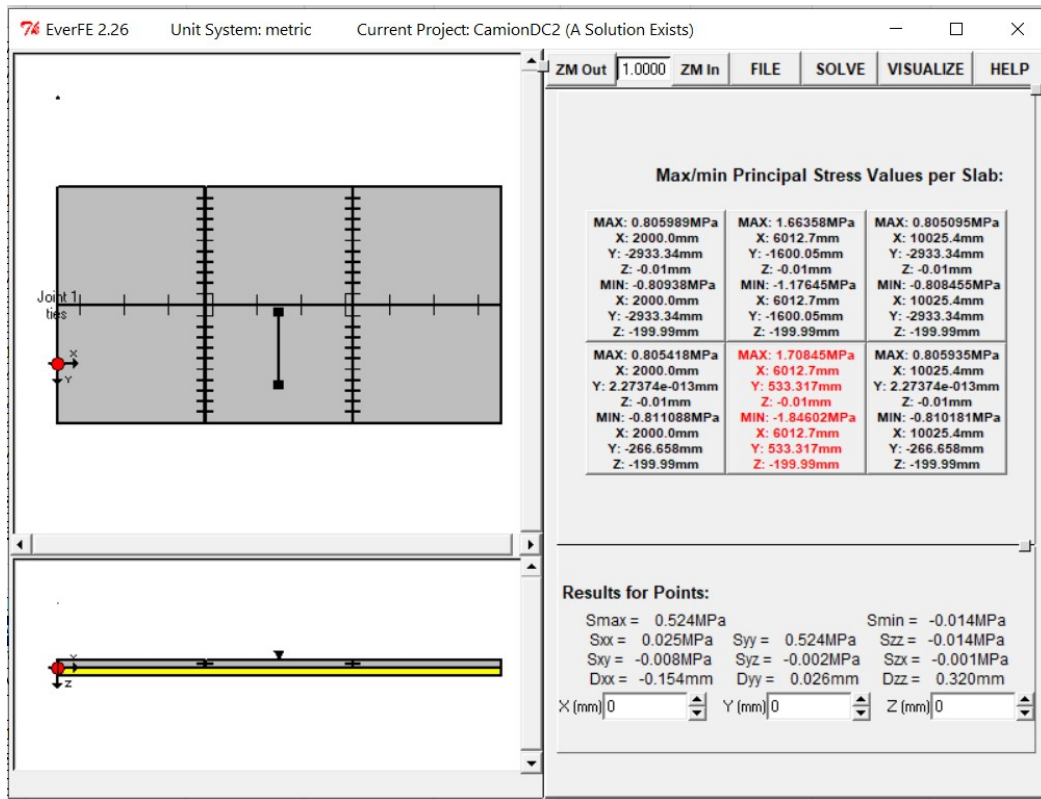 EverFE 2.26 Unit System: metric Current Project: CamionDC2 (A Solution Exists)
ZM Out 1.0000 ZM In FILE SOLVE VISUALIZE HELP
Joint 1
ties
X
Y
X
Z
Max/min Principal Stress Values per Slab:
MAX: 0.805989MPa
X: 2000.0mm
Y: -2933.34mm
Z: -0.01mm
MIN: -0.80938MPa
X: 2000.0mm
Y: -2933.34mm
Z: -199.99mm
MAX: 1.66358MPa
X: 6012.7mm
Y: -1600.05mm
Z: -0.01mm
MIN: -1.17645MPa
X: 6012.7mm
Y: -1600.05mm
Z: -199.99mm
MAX: 0.805095MPa
X: 10025.4mm
Y: -2933.34mm
Z: -0.01mm
MIN: -0.808455MPa
X: 10025.4mm
Y: -2933.34mm
Z: -199.99mm
MAX: 0.805418MPa
X: 2000.0mm
Y: 2.27374e-013mm
Z: -0.01mm
MIN: -0.811088MPa
X: 2000.0mm
Y: -266.658mm
Z: -199.99mm
MAX: 1.70845MPa
X: 6012.7mm
Y: 533.317mm
Z: -0.01mm
MIN: -1.84602MPa
X: 6012.7mm
Y: 533.317mm
Z: -199.99mm
MAX: 0.805935MPa
X: 10025.4mm
Y: 2.27374e-013mm
Z: -0.01mm
MIN: -0.810181MPa
X: 10025.4mm
Y: -266.658mm
Z: -199.99mm
Results for Points:
Smax = 0.524MPa Smin = -0.014MPa
Sxx = 0.025MPa Syy = 0.524MPa Szz = -0.014MPa
Sxy = -0.008MPa Syz = -0.002MPa Szx = -0.001MPa
Dxx = -0.154mm Dyy = 0.026mm Dzz = 0.320mm
X (mm) 0 Y (mm) 0 Z (mm) 0